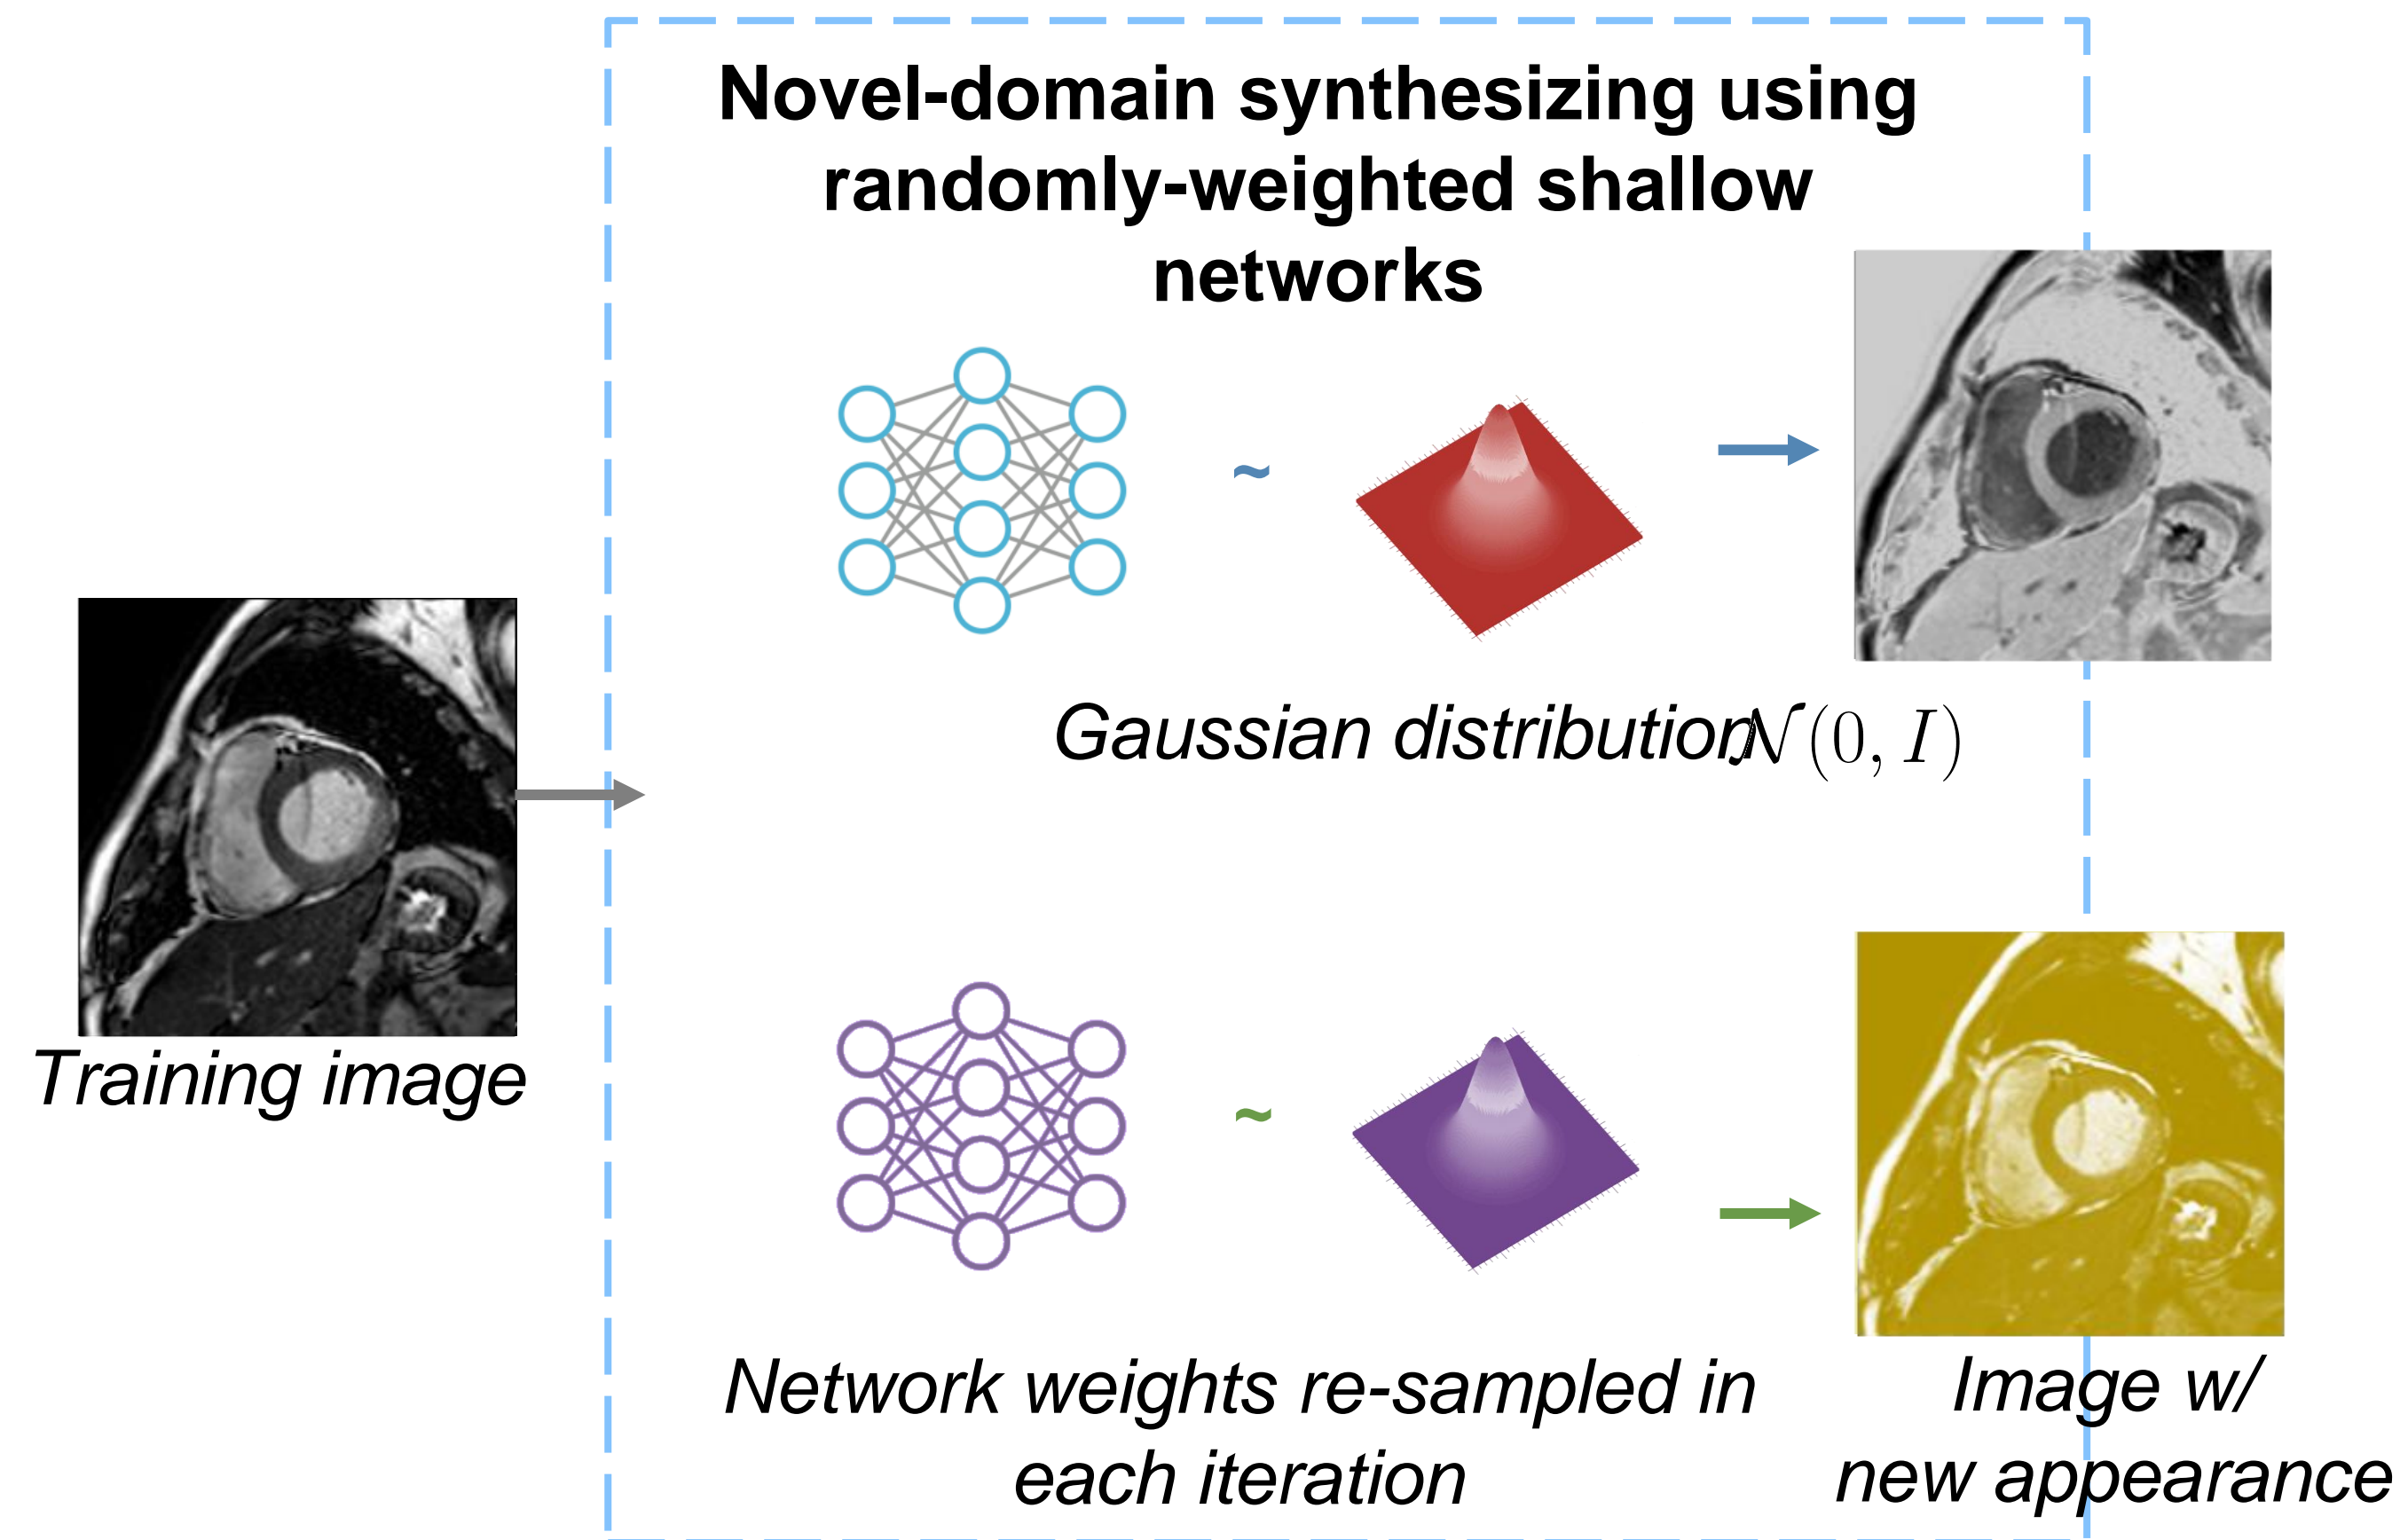 Novel-domain synthesizing using
randomly-weighted shallow
networks
~
Gaussian distribution 𝒩(0, I)
Training image
~
Network weights re-sampled in
each iteration
Image w/
new appearance